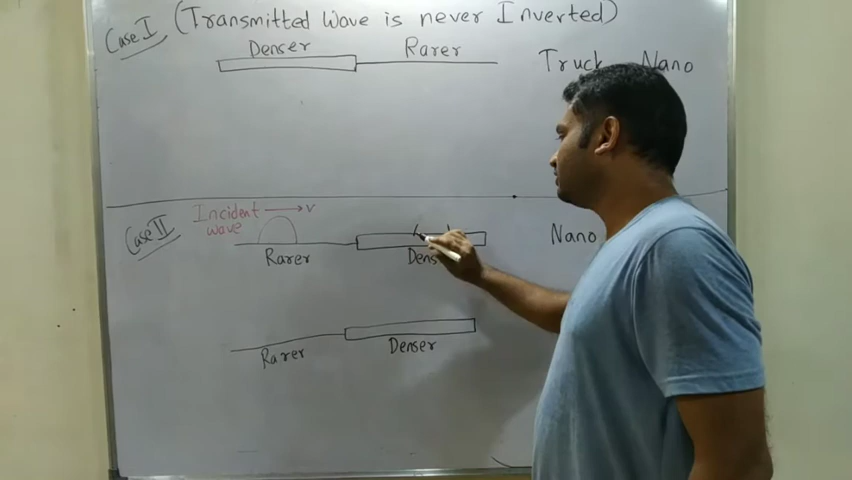 Case I (Transmitted Wave is never Inverted)
Denser Rarer
Truck Nano
Case II Incident wave → v
Nano
Rarer
Rarer Denser